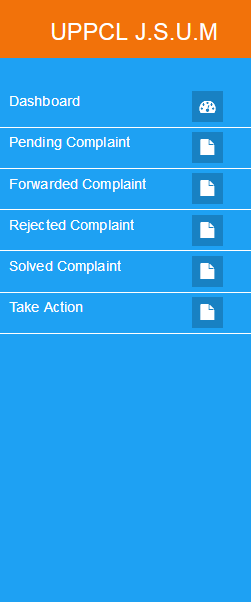 UPPCL J.S.U.M
Dashboard
Pending Complaint
Forwarded Complaint
Rejected Complaint
Solved Complaint
Take Action